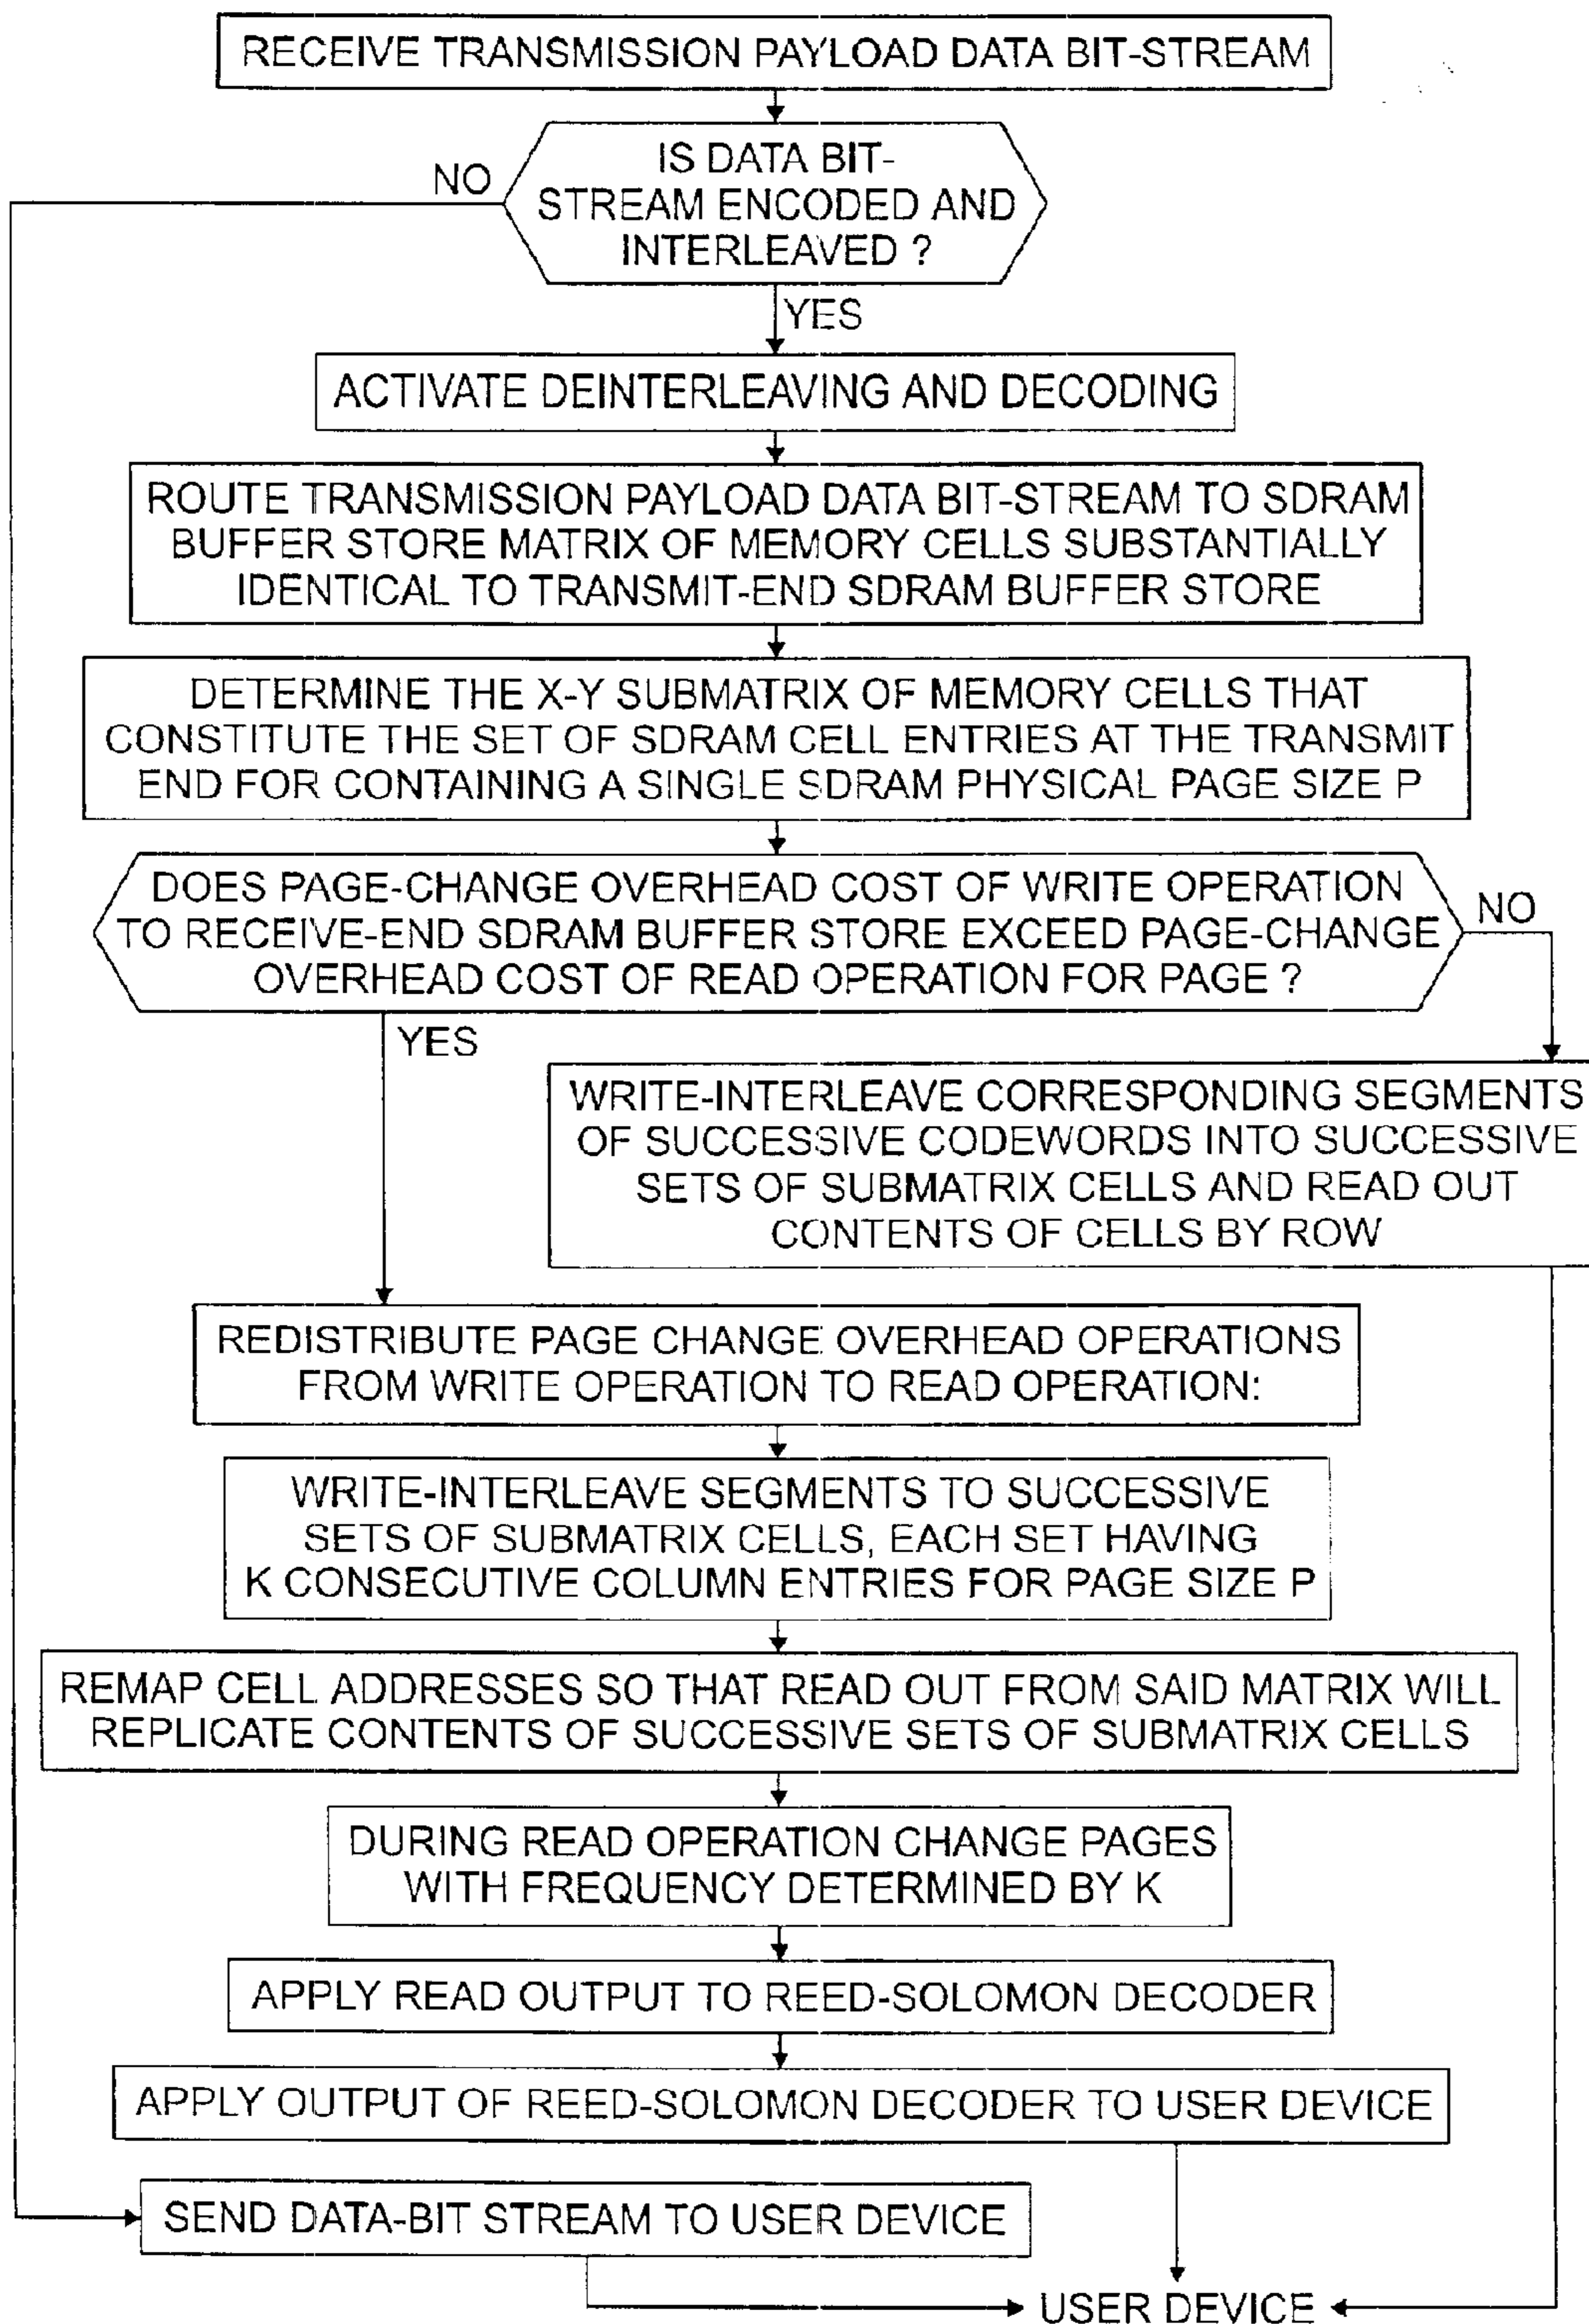 RECEIVE TRANSMISSION PAYLOAD DATA BIT-STREAM
IS DATA BIT-
STREAM ENCODED AND
INTERLEAVED ?
NO
YES
ACTIVATE DEINTERLEAVING AND DECODING
ROUTE TRANSMISSION PAYLOAD DATA BIT-STREAM TO SDRAM
BUFFER STORE MATRIX OF MEMORY CELLS SUBSTANTIALLY
IDENTICAL TO TRANSMIT-END SDRAM BUFFER STORE
DETERMINE THE X-Y SUBMATRIX OF MEMORY CELLS THAT
CONSTITUTE THE SET OF SDRAM CELL ENTRIES AT THE TRANSMIT
END FOR CONTAINING A SINGLE SDRAM PHYSICAL PAGE SIZE P
DOES PAGE-CHANGE OVERHEAD COST OF WRITE OPERATION
TO RECEIVE-END SDRAM BUFFER STORE EXCEED PAGE-CHANGE
OVERHEAD COST OF READ OPERATION FOR PAGE ?
NO
YES
WRITE-INTERLEAVE CORRESPONDING SEGMENTS
OF SUCCESSIVE CODEWORDS INTO SUCCESSIVE
SETS OF SUBMATRIX CELLS AND READ OUT
CONTENTS OF CELLS BY ROW
REDISTRIBUTE PAGE CHANGE OVERHEAD OPERATIONS
FROM WRITE OPERATION TO READ OPERATION:
WRITE-INTERLEAVE SEGMENTS TO SUCCESSIVE
SETS OF SUBMATRIX CELLS, EACH SET HAVING
K CONSECUTIVE COLUMN ENTRIES FOR PAGE SIZE P
REMAP CELL ADDRESSES SO THAT READ OUT FROM SAID MATRIX WILL
REPLICATE CONTENTS OF SUCCESSIVE SETS OF SUBMATRIX CELLS
DURING READ OPERATION CHANGE PAGES
WITH FREQUENCY DETERMINED BY K
APPLY READ OUTPUT TO REED-SOLOMON DECODER
APPLY OUTPUT OF REED-SOLOMON DECODER TO USER DEVICE
SEND DATA-BIT STREAM TO USER DEVICE
USER DEVICE